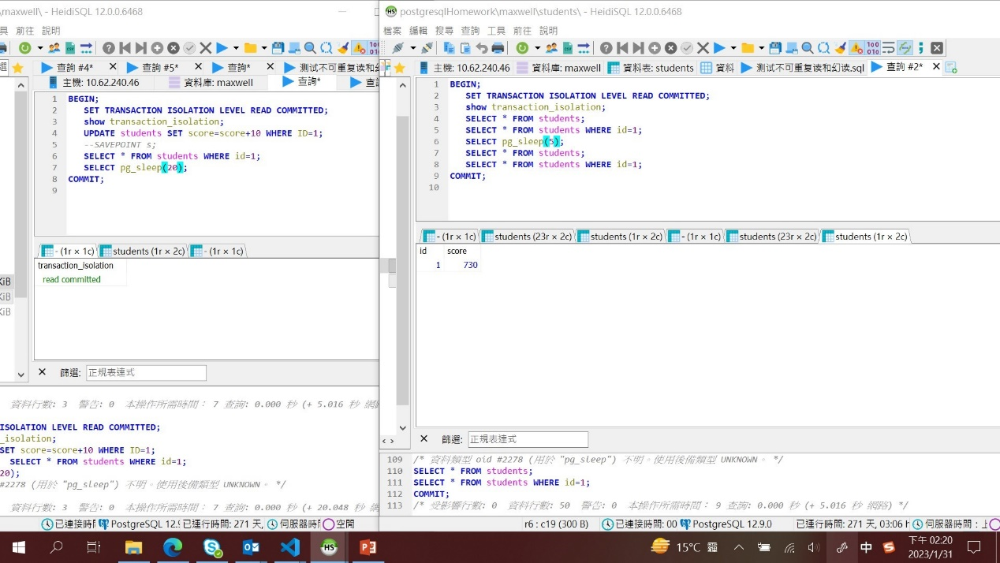 maxwell\ - HeidiSQL 12.0.0.6468
具 前往 說明
查詢 #4* 查詢 #5* 查詢* 测试不可重复读和幻
主機: 10.62.240.46 資料庫: maxwell 查詢*
1 BEGIN;
2 SET TRANSACTION ISOLATION LEVEL READ COMMITTED;
3 show transaction_isolation;
4 UPDATE students SET score=score+10 WHERE ID=1;
5 --SAVEPOINT s;
6 SELECT * FROM students WHERE id=1;
7 SELECT pg_sleep(20);
8 COMMIT;
9
- (1r × 1c) students (1r × 2c) - (1r × 1c)
transaction_isolation
read committed
KiB
KiB
KiB
篩選: 正規表達式
資料行數: 3 警告: 0 本操作所需時間： 7 查詢: 0.000 秒 (+ 5.016 秒 網
ISOLATION LEVEL READ COMMITTED;
_isolation;
SET score=score+10 WHERE ID=1;
SELECT * FROM students WHERE id=1;
20);
#2278 (用於 "pg_sleep") 不明。使用後備類型 UNKNOWN。 */
資料行數: 3 警告: 0 本操作所需時間： 7 查詢: 0.000 秒 (+ 20.048 秒 網
已連接時 PostgreSQL 12.9 已運行時間: 271 天, 伺服器時 空閒
postgresqlHomework\maxwell\students\ - HeidiSQL 12.0.0.6468
檔案 編輯 搜尋 查詢 工具 前往 說明
主機: 10.62.240.46 資料庫: maxwell 資料表: students 資料 测试不可重复读和幻读.sql 查詢 #2*
1 BEGIN;
2 SET TRANSACTION ISOLATION LEVEL READ COMMITTED;
3 show transaction_isolation;
4 SELECT * FROM students;
5 SELECT * FROM students WHERE id=1;
6 SELECT pg_sleep(5);
7 SELECT * FROM students;
8 SELECT * FROM students WHERE id=1;
9 COMMIT;
10
- (1r × 1c) students (23r × 2c) students (1r × 2c) - (1r × 1c) students (23r × 2c) students (1r × 2c)
id score
1 730
篩選: 正規表達式
109 /* 資料類型 oid #2278 (用於 "pg_sleep") 不明。使用後備類型 UNKNOWN。 */
110 SELECT * FROM students;
111 SELECT * FROM students WHERE id=1;
112 COMMIT;
113 /* 受影響行數: 0 資料行數: 50 警告: 0 本操作所需時間： 9 查詢: 0.000 秒 (+ 5.016 秒 網路) */
r6 : c19 (300 B) 已連接時間: 00 PostgreSQL 12.9.0 已運行時間: 271 天, 03:06 伺服器時間：
15°C 中 下午 02:20
2023/1/31